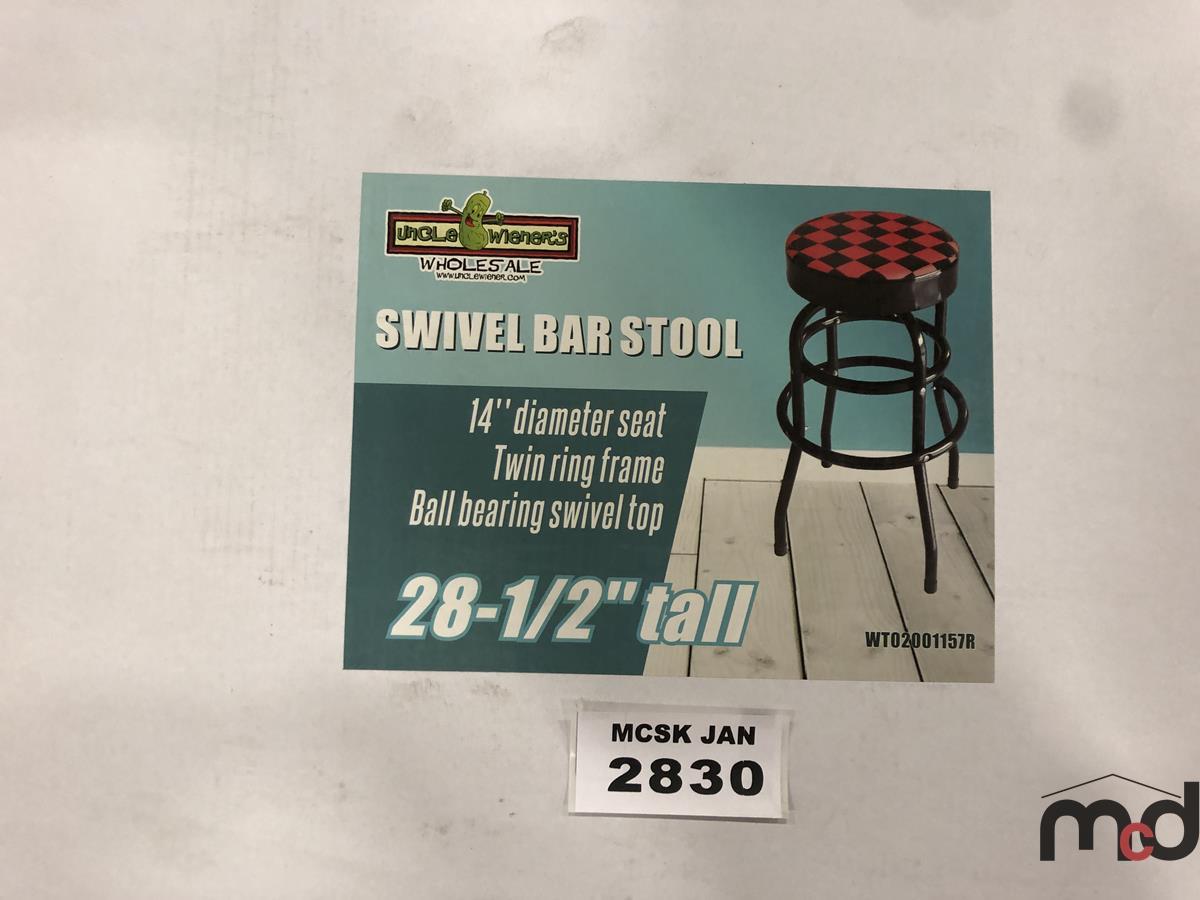 UNCLE WIENER'S
WHOLESALE
WWW.UNCLEWIENER.COM
SWIVEL BAR STOOL
14'' diameter seat
Twin ring frame
Ball bearing swivel top
28-1/2" tall
WT02001157R
MCSK JAN
2830
mcd